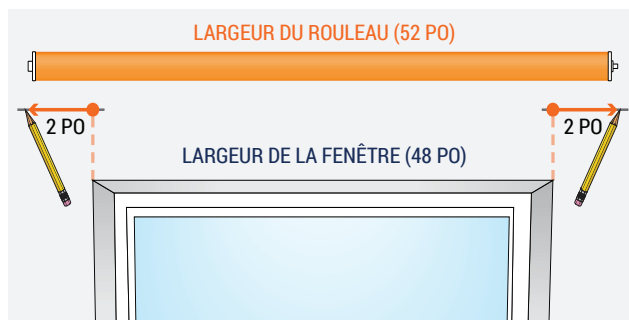 LARGEUR DU ROULEAU (52 PO)
2 PO
2 PO
LARGEUR DE LA FENÊTRE (48 PO)